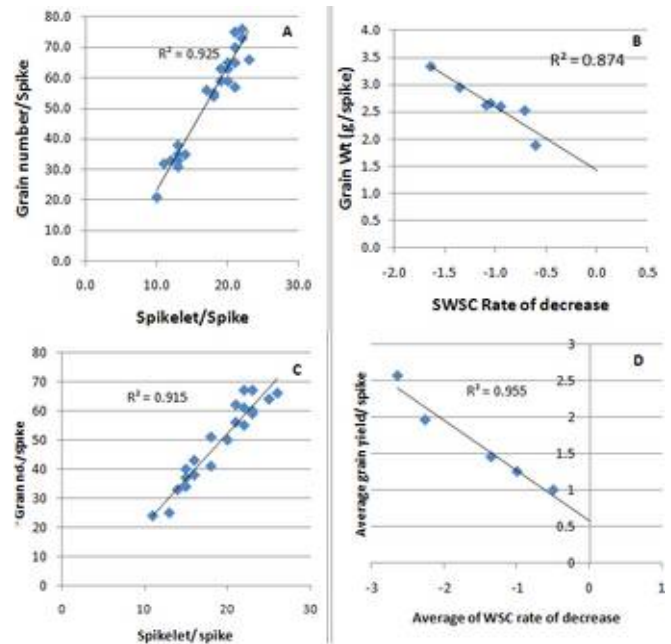 A
R² = 0.925
80.0
70.0
60.0
50.0
40.0
30.0
20.0
10.0
0.0
0.0 10.0 20.0 30.0
Grain number/Spike
Spikelet/Spike
B
R² = 0.874
4.0
3.5
3.0
2.5
2.0
1.5
1.0
0.5
0.0
-2.0 -1.5 -1.0 -0.5 0.0
Grain Wt (g/spike)
SWSC Rate of decrease
C
R² = 0.915
80
70
60
50
40
30
20
10
0
0 10 20 30
Grain no./spike
Spikelet/ spike
D
R² = 0.955
3
2.5
2
1.5
1
0.5
0
-3 -2 -1 0 1
Average grain yield/ spike
Average of WSC rate of decrease